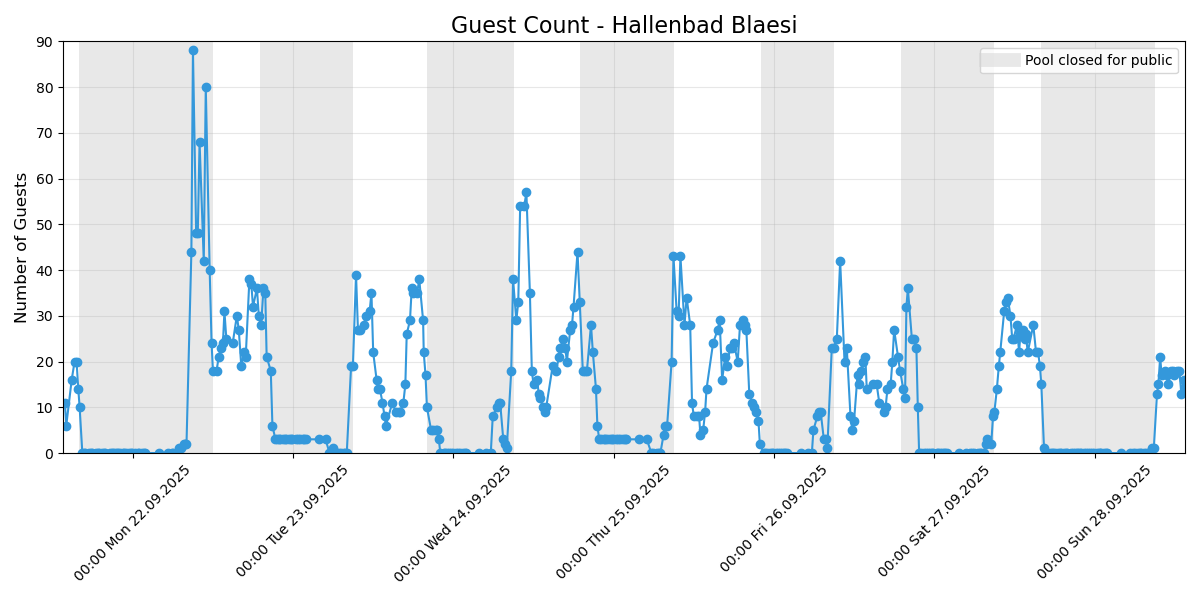 Guest Count - Hallenbad Blaesi
Pool closed for public
Number of Guests
90
80
70
60
50
40
30
20
10
0
00:00 Mon 22.09.2025
00:00 Tue 23.09.2025
00:00 Wed 24.09.2025
00:00 Thu 25.09.2025
00:00 Fri 26.09.2025
00:00 Sat 27.09.2025
00:00 Sun 28.09.2025